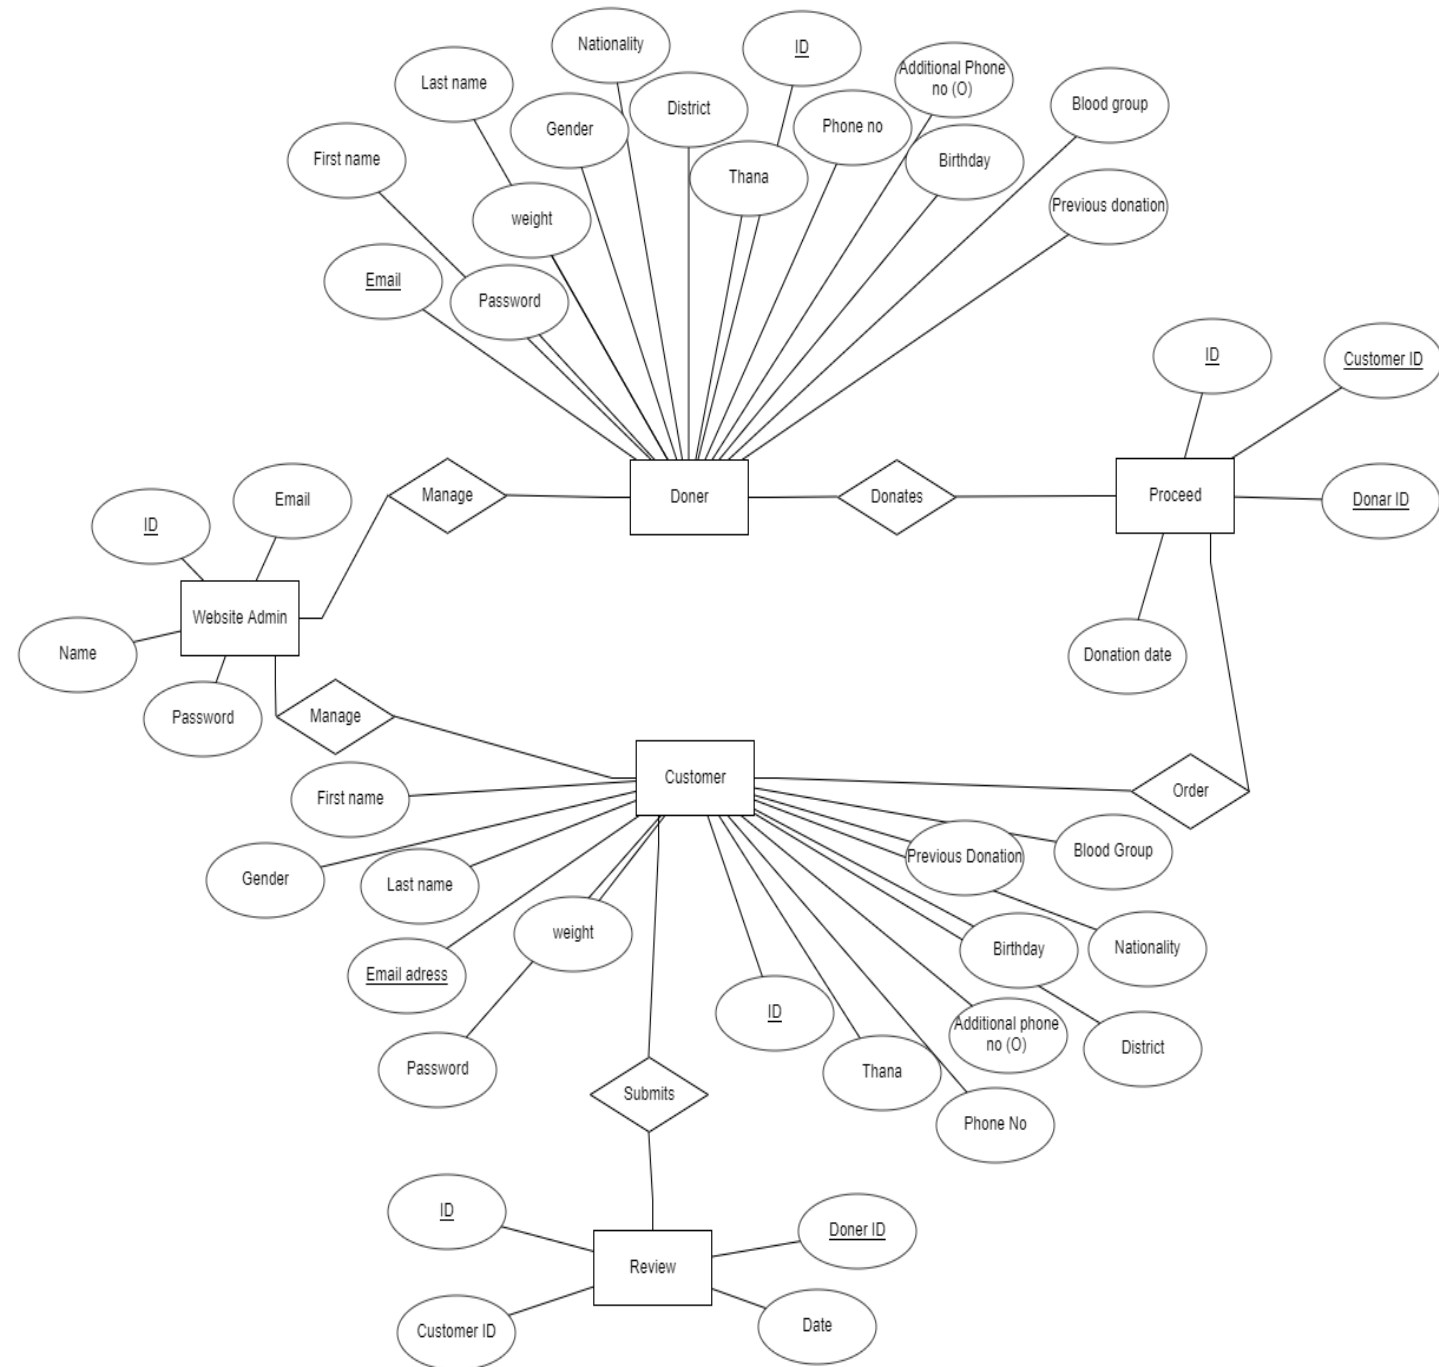 Nationality
ID
Additional Phone
no (O)
Last name
Blood group
District
Gender
Phone no
First name
Birthday
Thana
Previous donation
weight
Email
Password
ID
Customer ID
Manage
Doner
Donates
Proceed
Donar ID
Email
ID
Website Admin
Name
Donation date
Password
Manage
Customer
Order
First name
Previous Donation
Blood Group
Gender
Last name
weight
Birthday
Nationality
Email adress
ID
Additional phone
no (O)
District
Password
Thana
Submits
Phone No
ID
Doner ID
Review
Customer ID
Date